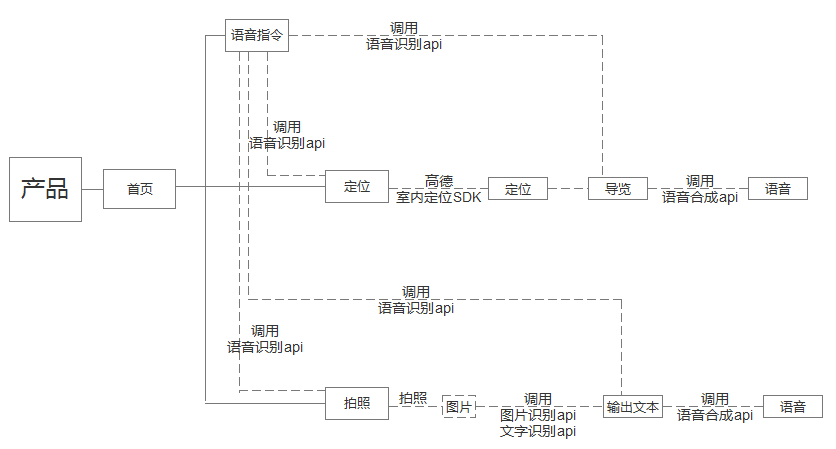 调用
语音指令
语音识别api
调用
语音识别api
产品
首页
定位
高德
室内定位SDK
定位
导览
调用
语音合成api
语音
调用
语音识别api
调用
语音识别api
拍照
拍照
图片
调用
图片识别api
文字识别api
输出文本
调用
语音合成api
语音